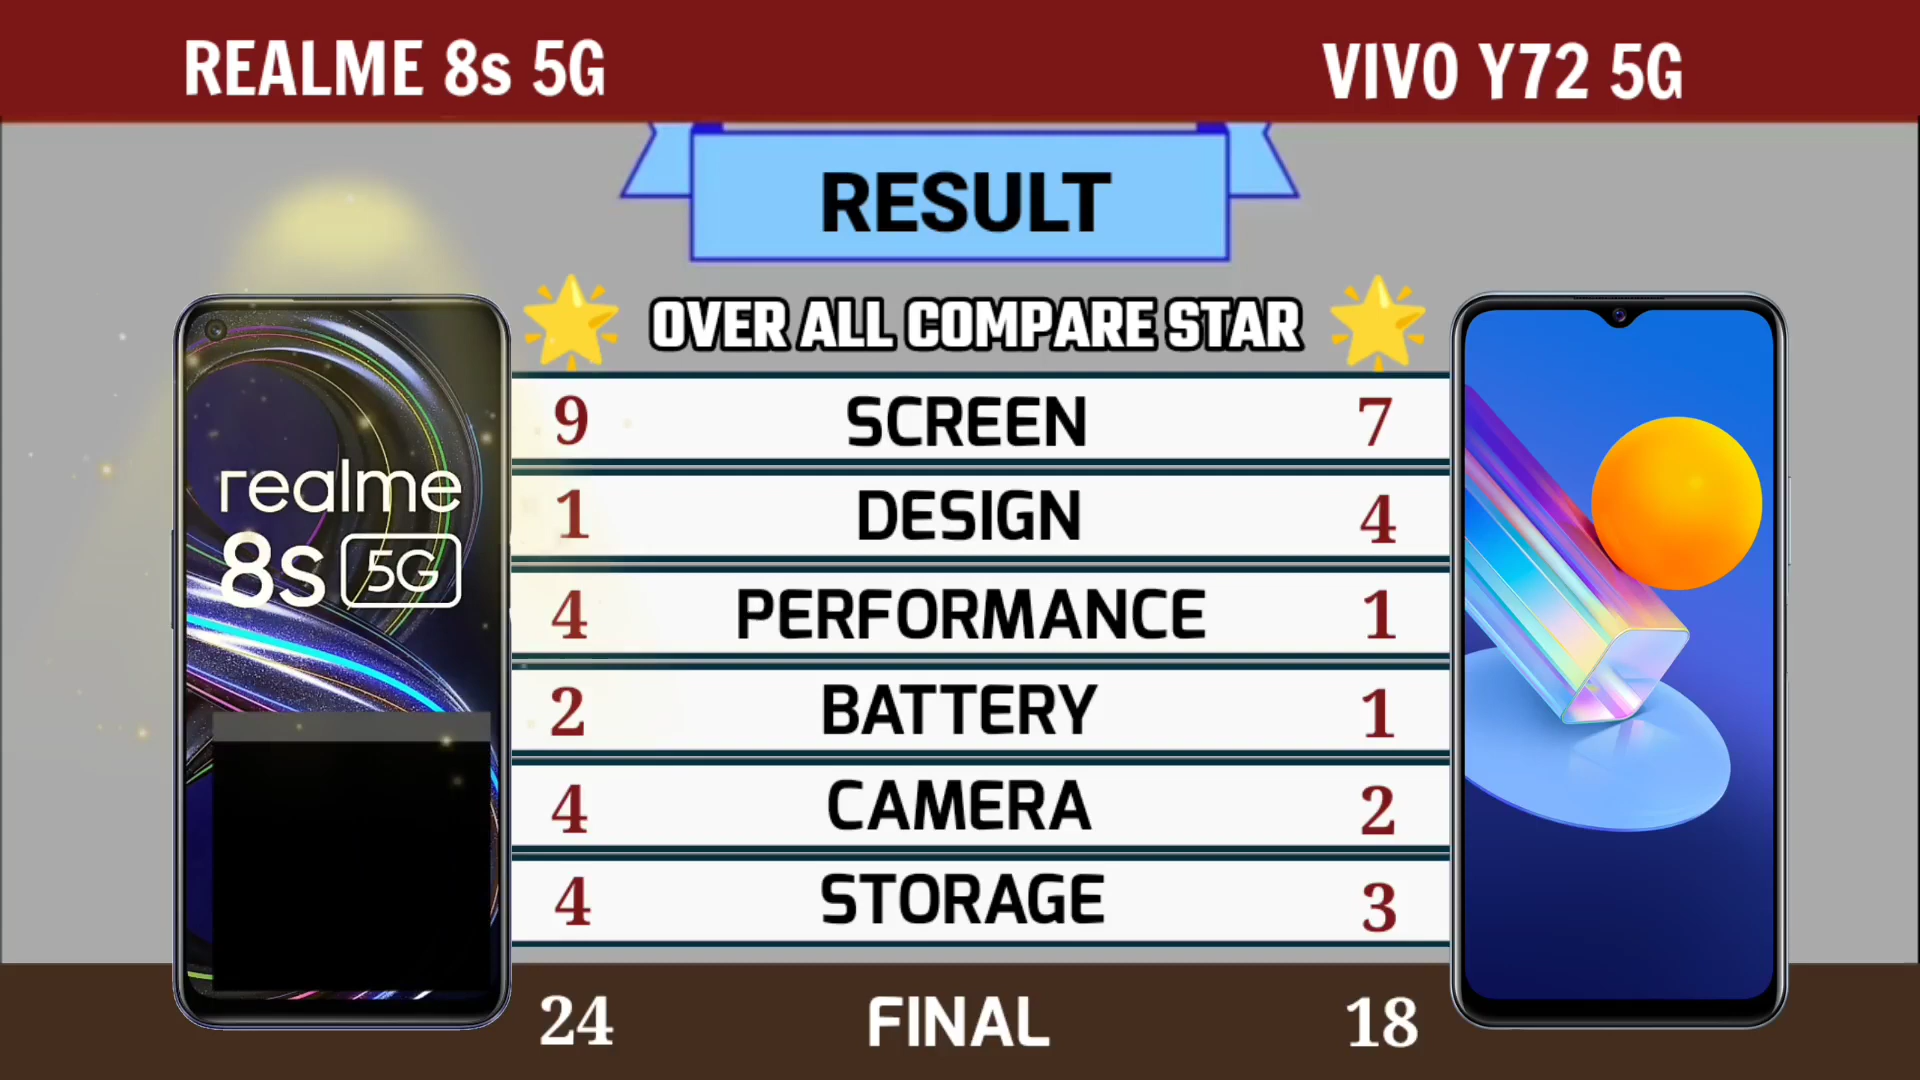 REALME 8s 5G
VIVO Y72 5G
RESULT
OVER ALL COMPARE STAR
9 SCREEN 7
1 DESIGN 4
4 PERFORMANCE 1
2 BATTERY 1
4 CAMERA 2
4 STORAGE 3
24 FINAL 18
realme
8s 5G